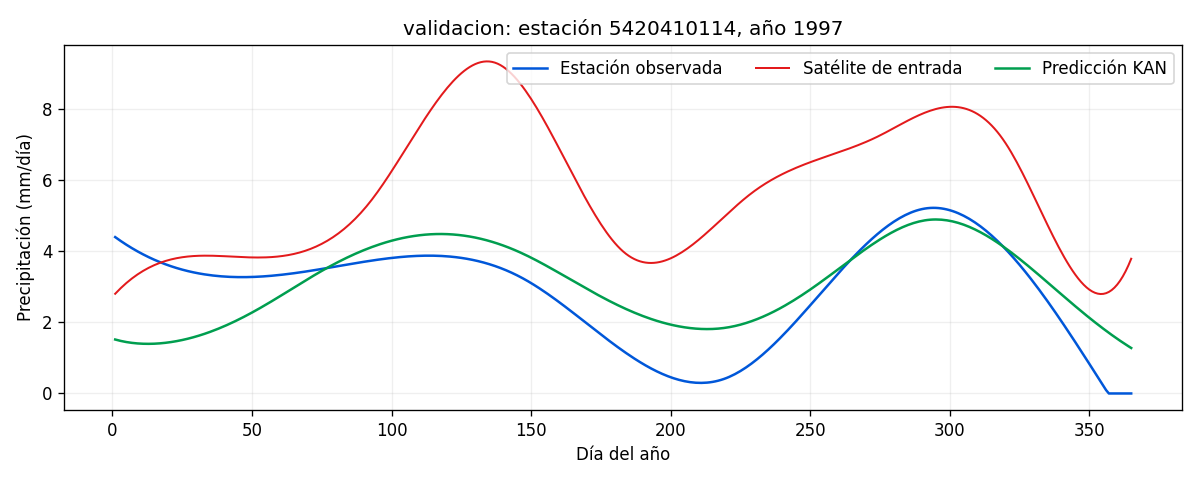 validacion: estación 5420410114, año 1997
Estación observada
Satélite de entrada
Predicción KAN
Precipitación (mm/día)
8
6
4
2
0
0 50 100 150 200 250 300 350
Día del año